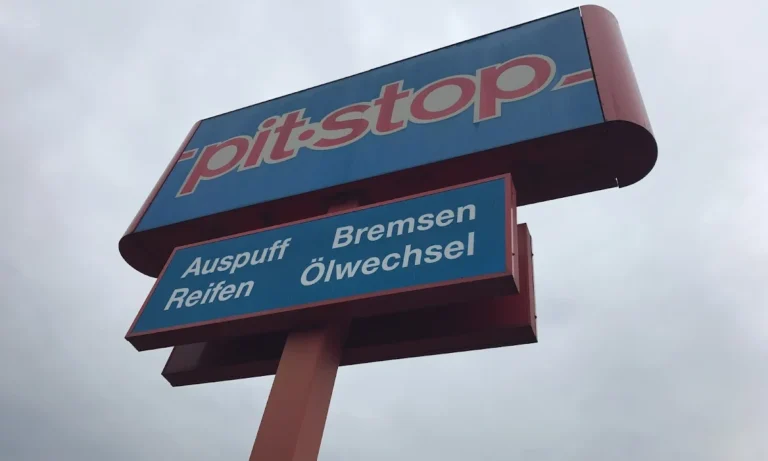 pit·stop
Auspuff Bremsen
Reifen Ölwechsel